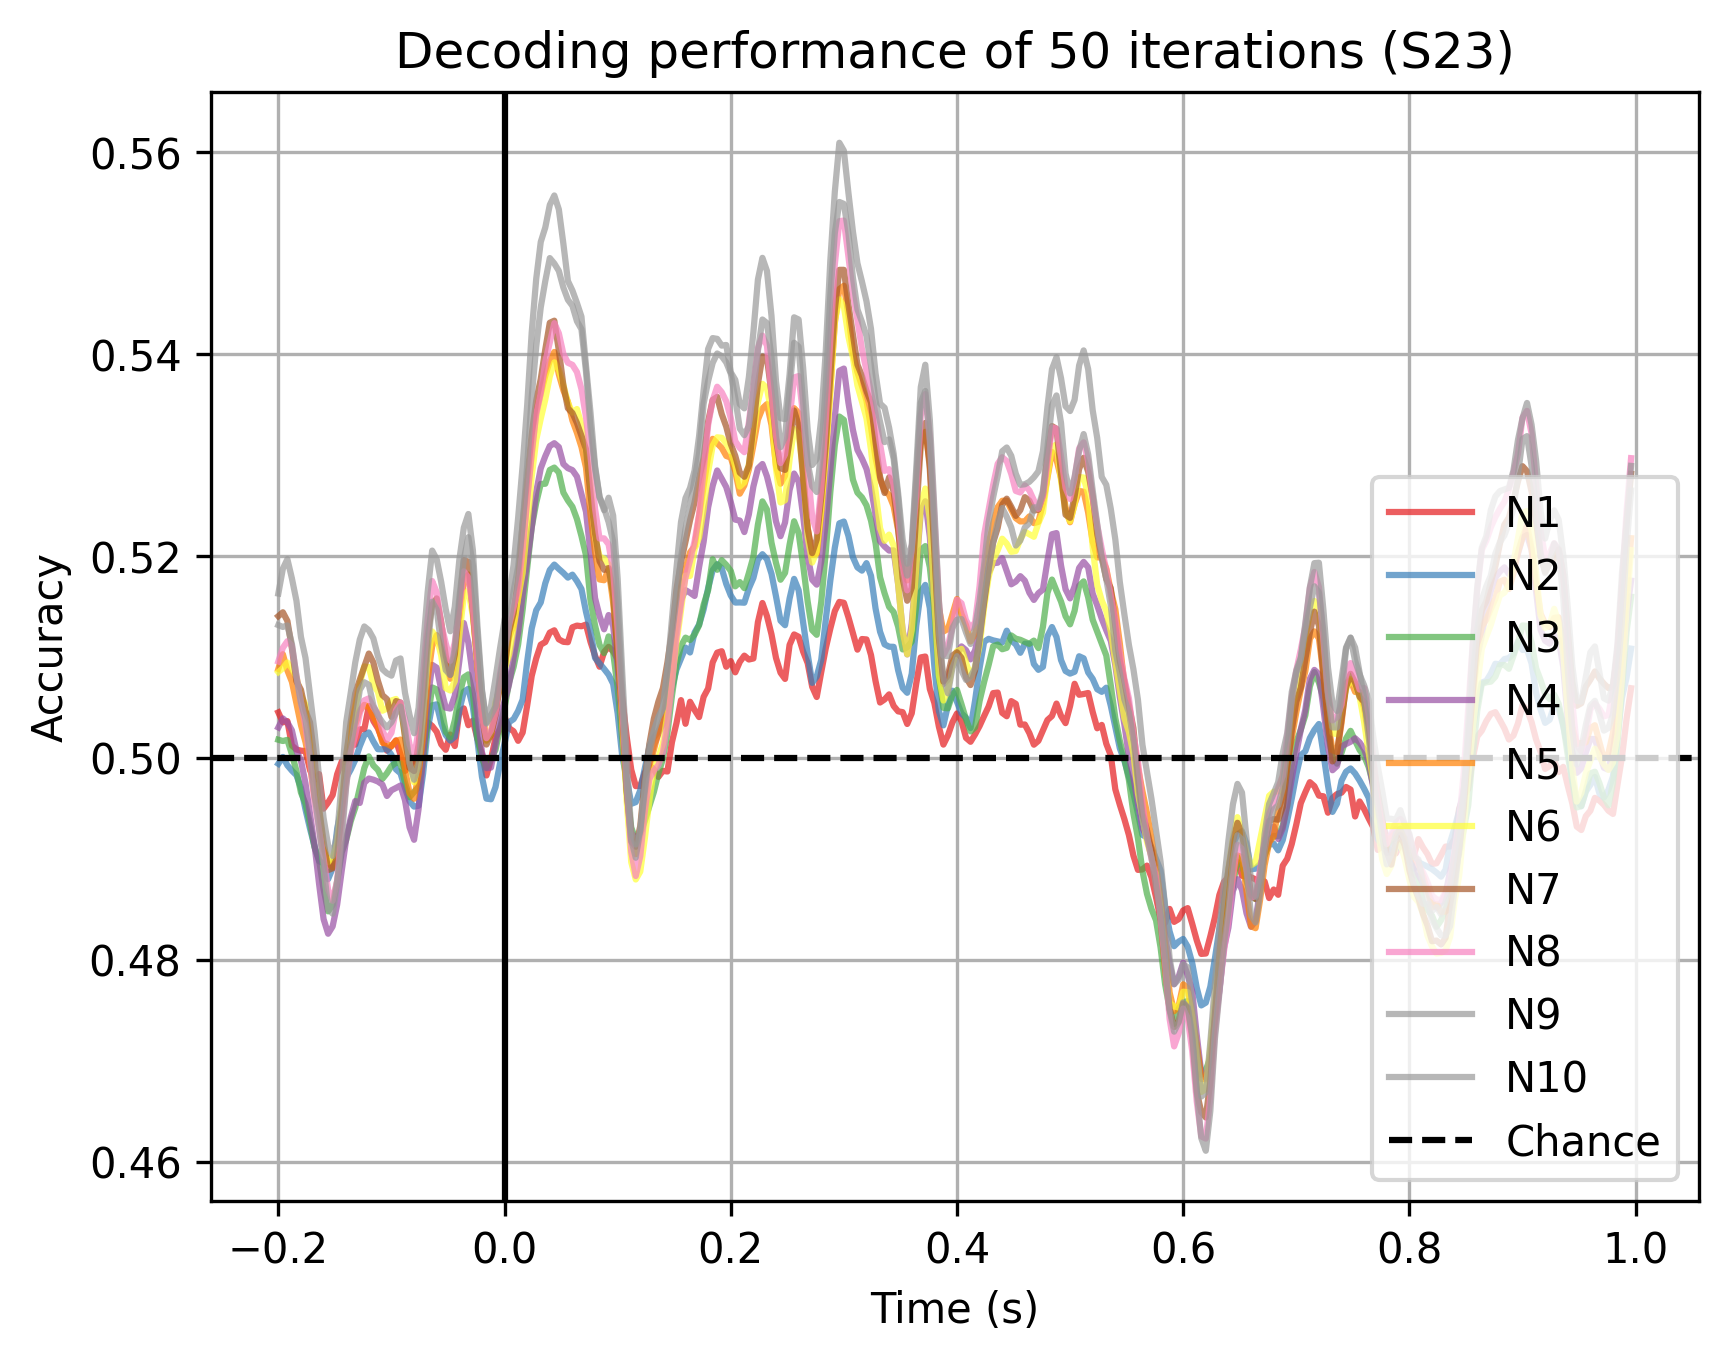 Decoding performance of 50 iterations (S23)
Accuracy
0.56
0.54
0.52
0.50
0.48
0.46
−0.2
0.0
0.2
0.4
0.6
0.8
1.0
Time (s)
N1
N2
N3
N4
N5
N6
N7
N8
N9
N10
Chance